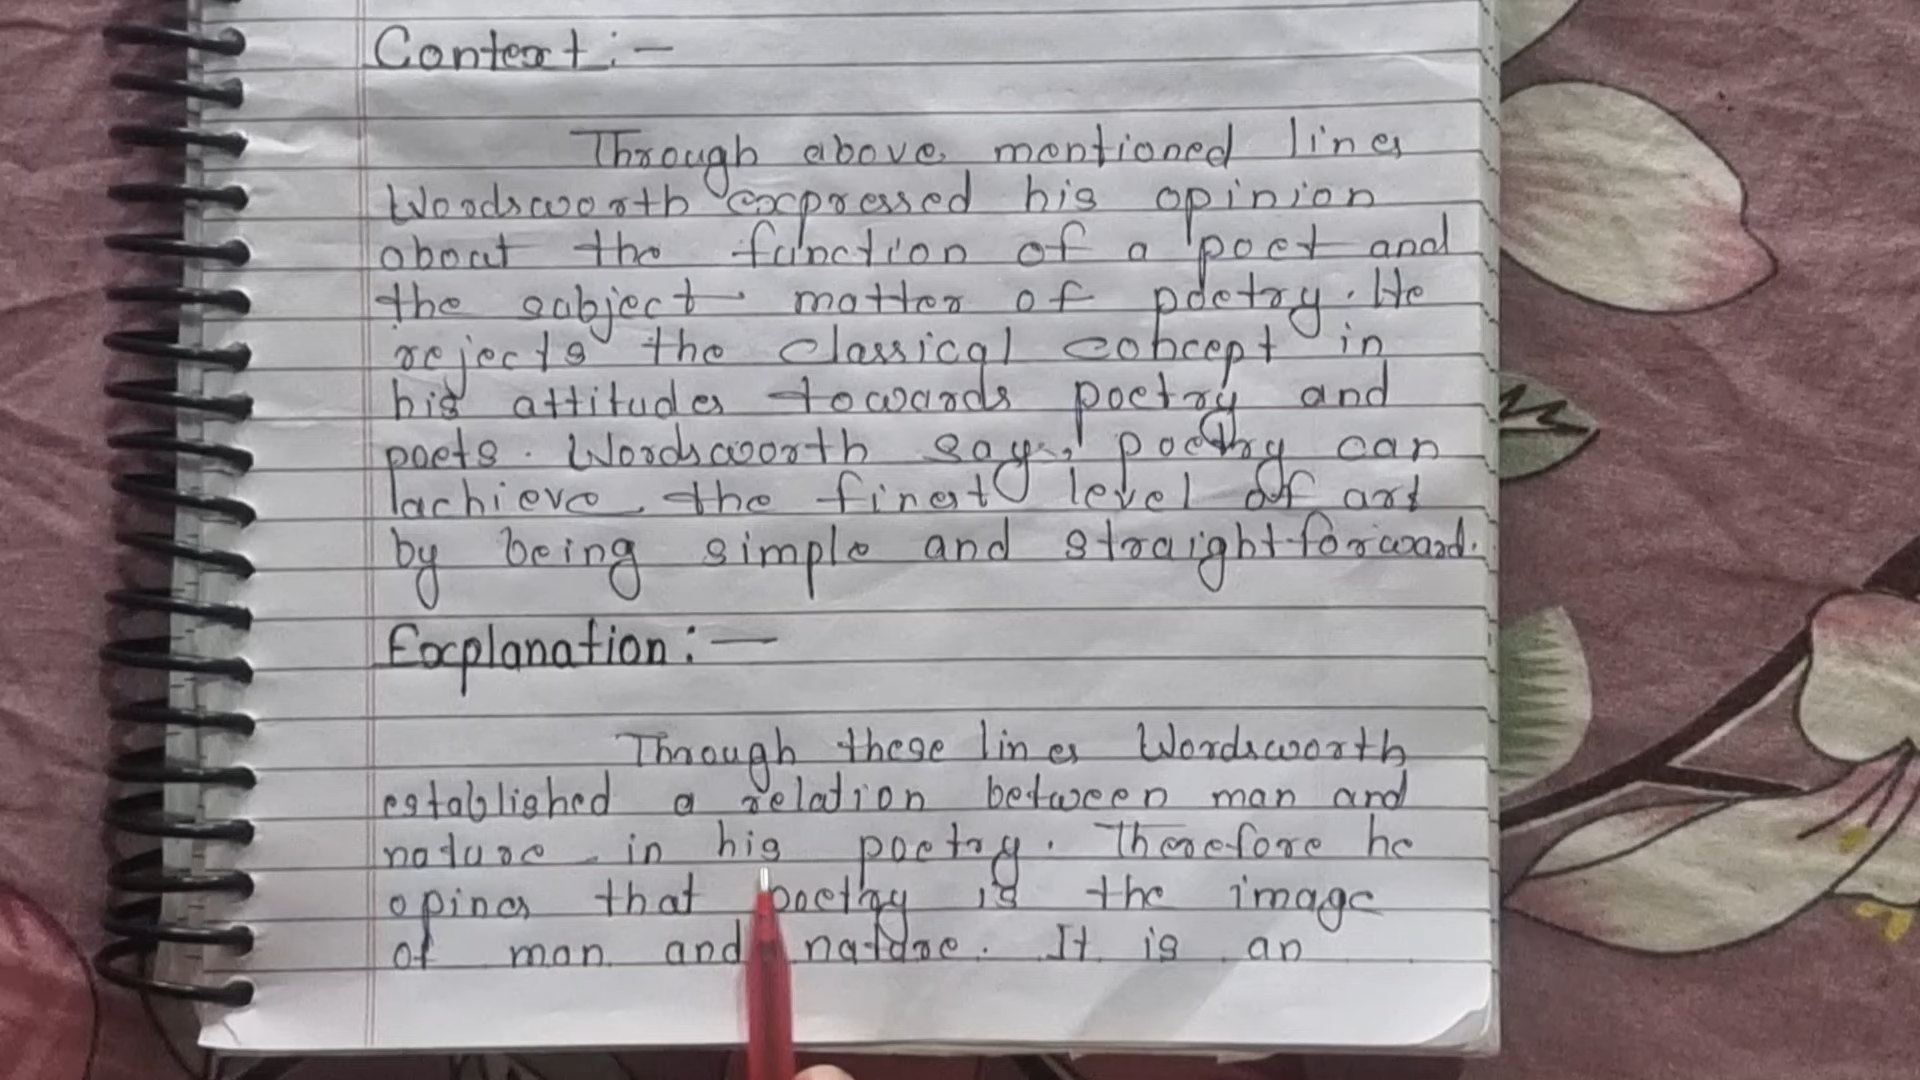 Context:-
Through above mentioned lines
Wordsworth expressed his opinion
about the function of a poet and
the subject matter of poetry. He
rejects the classical concept in
his attitudes towards poetry and
poets. Wordsworth says, poetry can
achieve the finest level of art
by being simple and straightforward.
Explanation:-
Through these lines Wordsworth
established a relation between man and
nature in his poetry. Therefore he
opines that poetry is the image
of man and nature. It is an